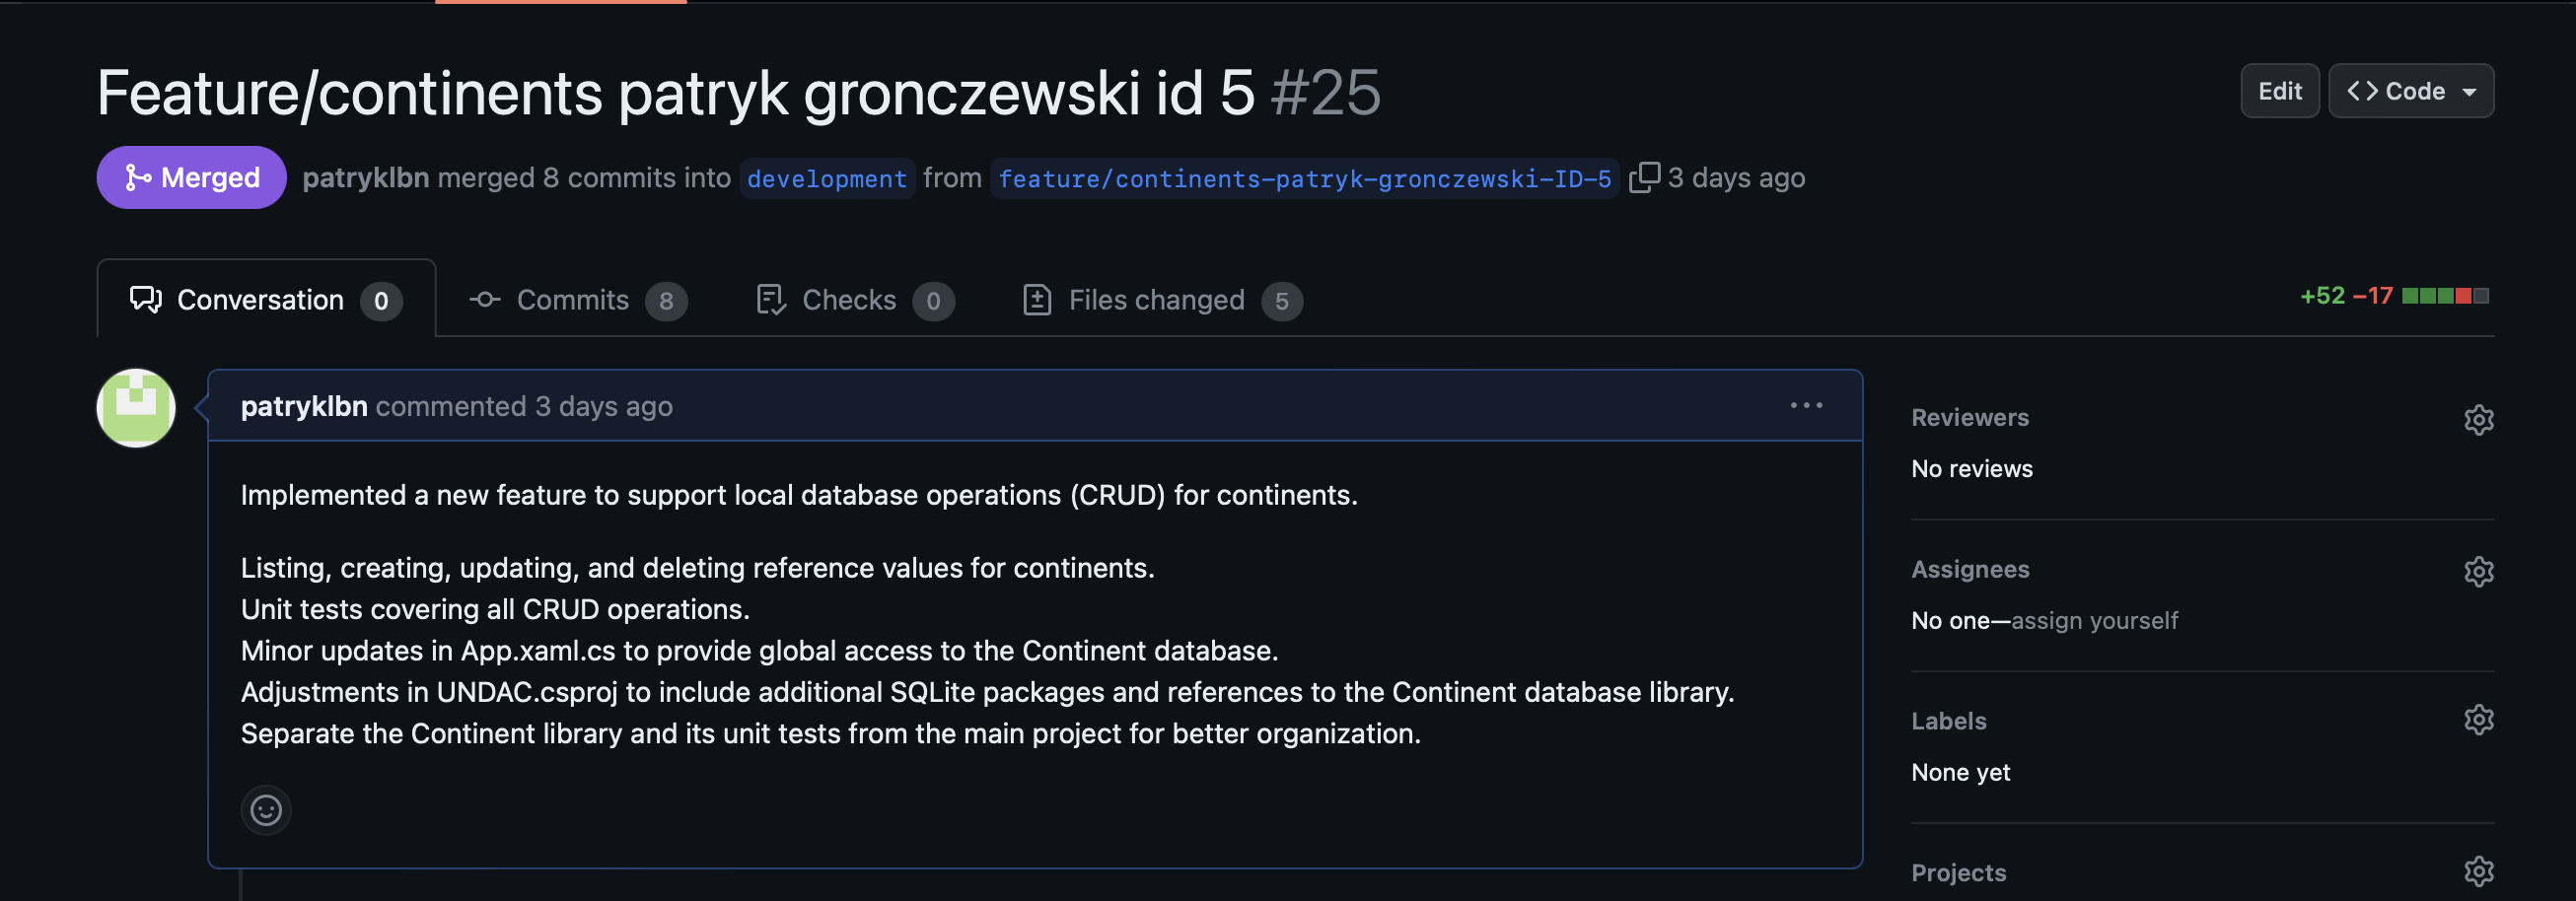 Feature/continents patryk gronczewski id 5 #25
Edit
Code
Merged
patryklbn merged 8 commits into development from feature/continents-patryk-gronczewski-ID-5 3 days ago
Conversation 0
Commits 8
Checks 0
Files changed 5
+52 −17
patryklbn commented 3 days ago
Implemented a new feature to support local database operations (CRUD) for continents.
Listing, creating, updating, and deleting reference values for continents.
Unit tests covering all CRUD operations.
Minor updates in App.xaml.cs to provide global access to the Continent database.
Adjustments in UNDAC.csproj to include additional SQLite packages and references to the Continent database library.
Separate the Continent library and its unit tests from the main project for better organization.
Reviewers
No reviews
Assignees
No one—assign yourself
Labels
None yet
Projects